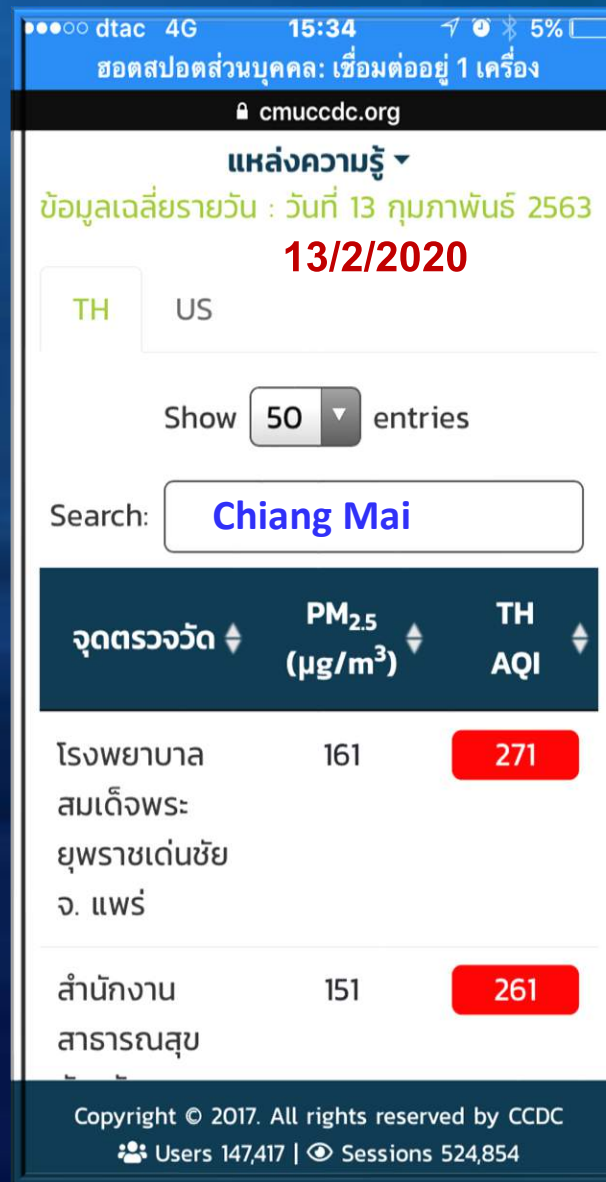 dtac 4G 15:34 5%
ฮอตสปอตส่วนบุคคล: เชื่อมต่ออยู่ 1 เครื่อง
cmuccdc.org
แหล่งความรู้
ข้อมูลเฉลี่ยรายวัน : วันที่ 13 กุมภาพันธ์ 2563
13/2/2020
TH US
Show 50 entries
Search: Chiang Mai
จุดตรวจวัด PM2.5 (µg/m³) TH AQI
โรงพยาบาล 161 271
สมเด็จพระ
ยุพราชเด่นชัย
จ. แพร่
สำนักงาน 151 261
สาธารณสุข
Copyright © 2017. All rights reserved by CCDC
Users 147,417 | Sessions 524,854